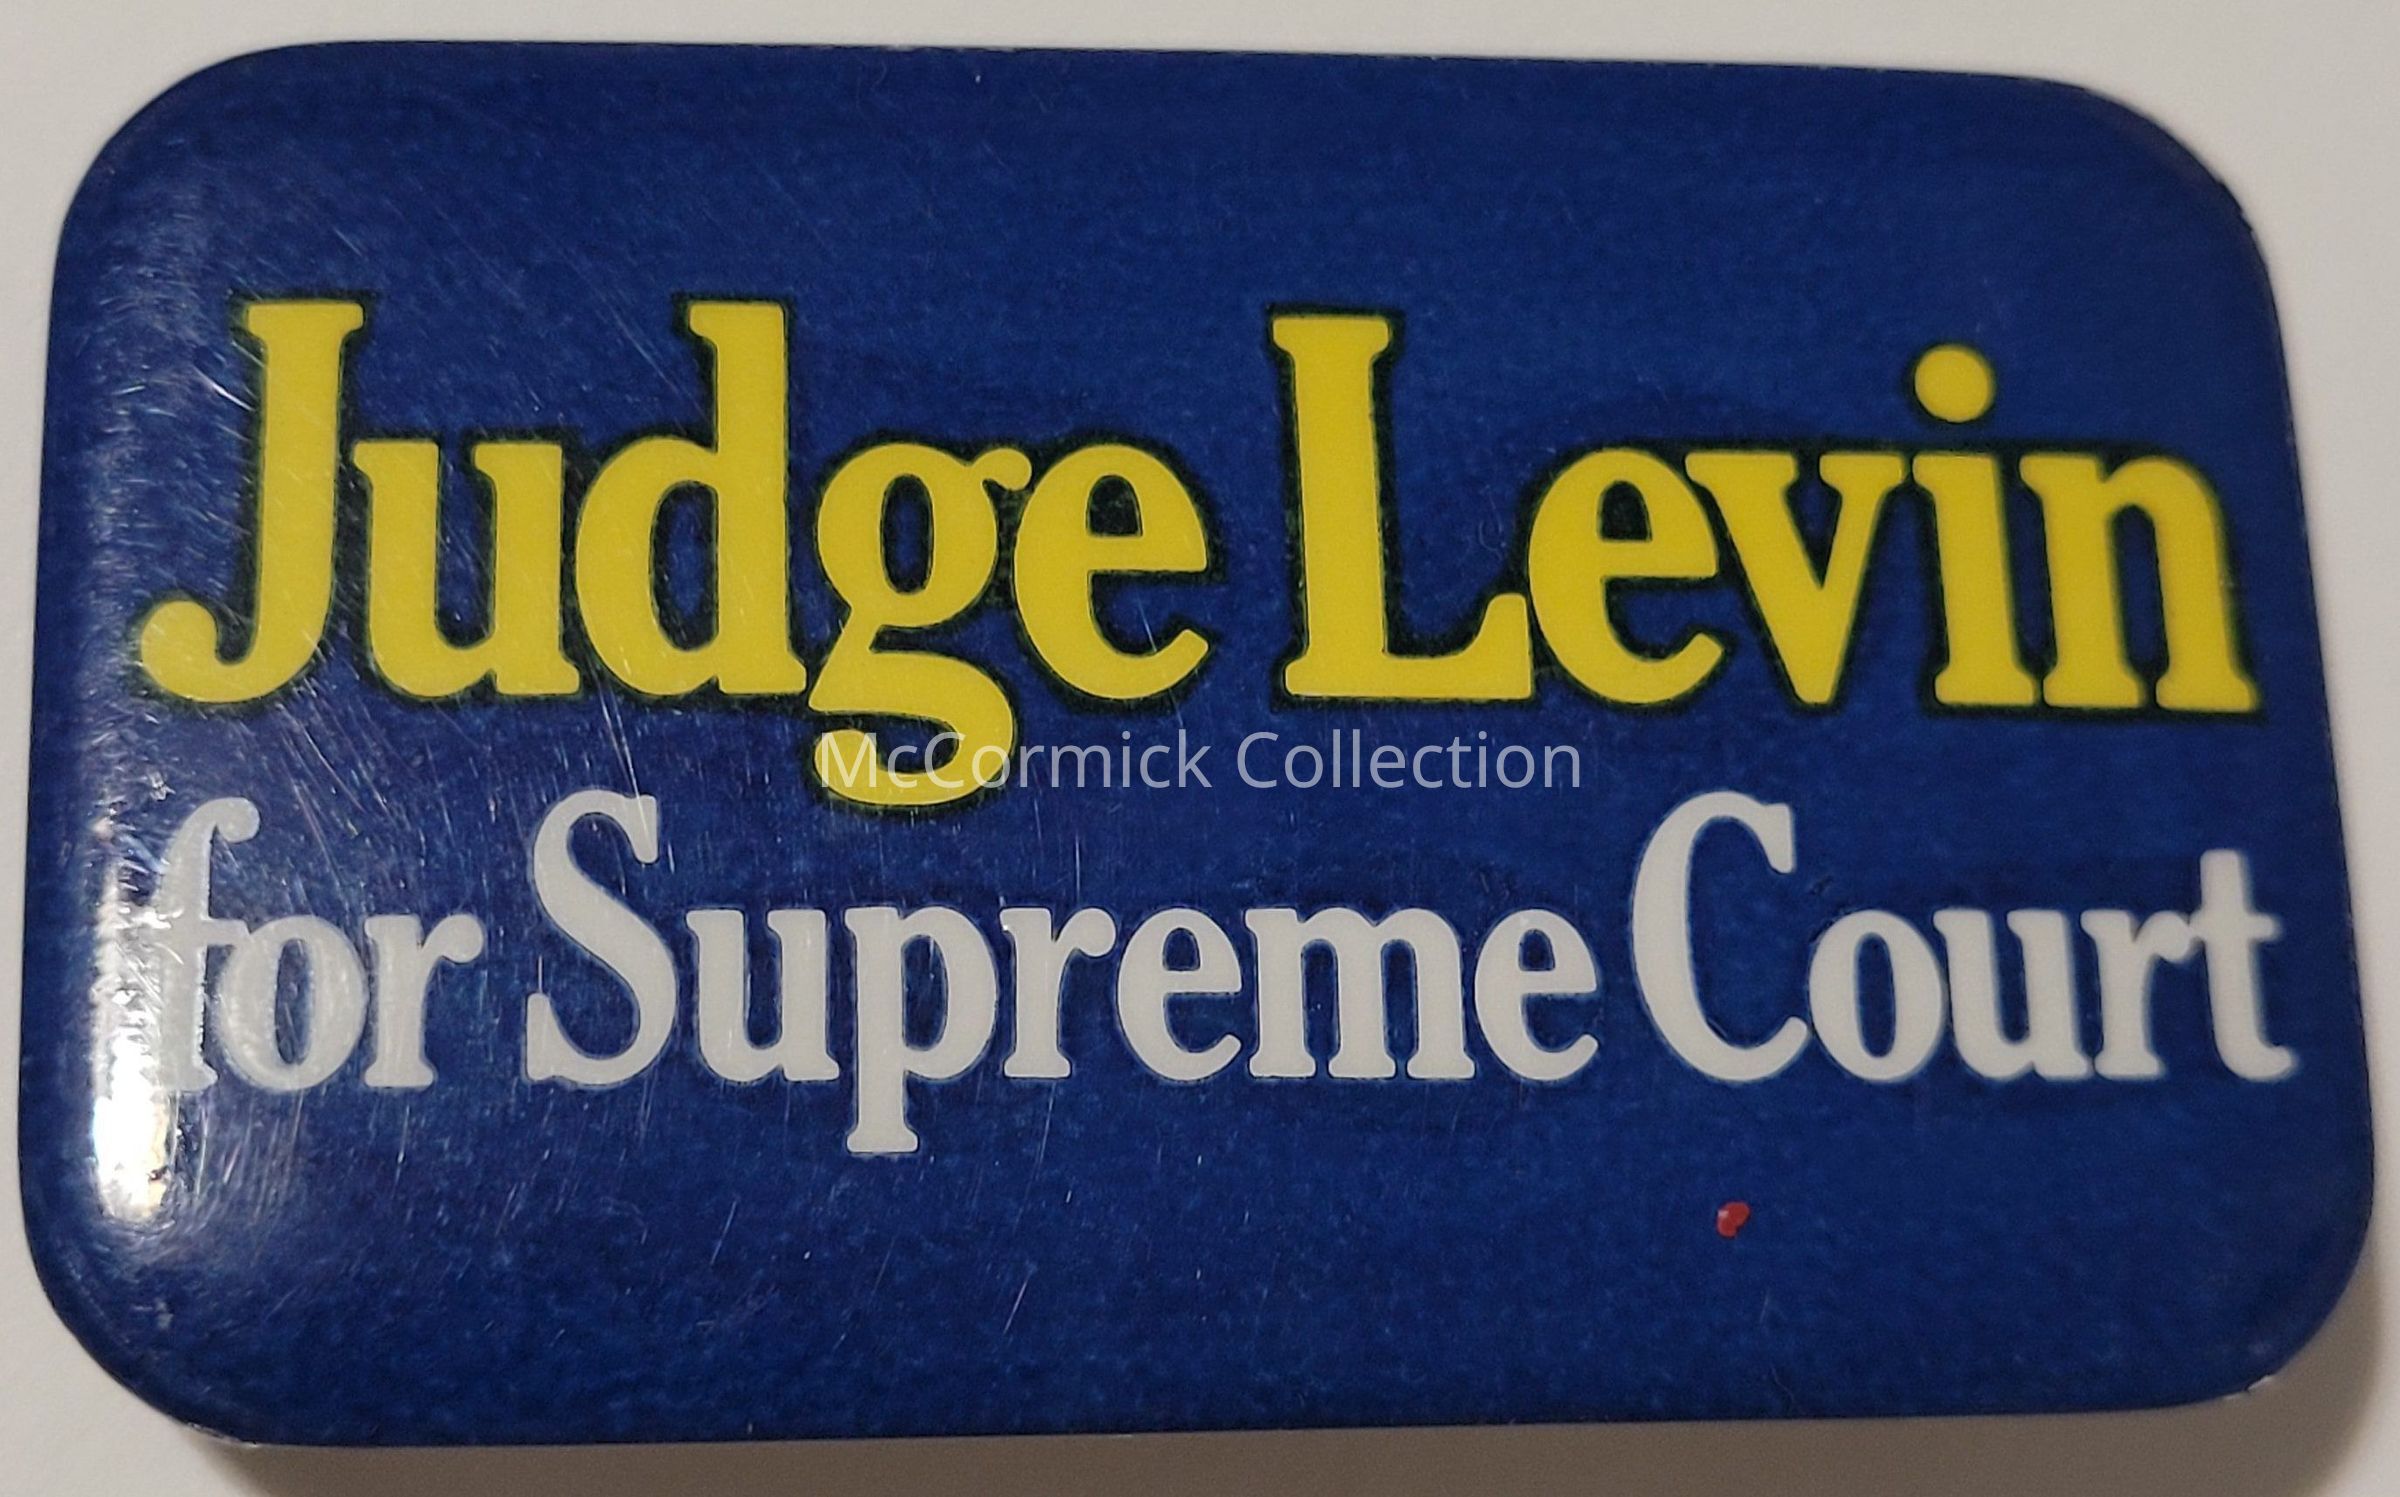 Judge Levin
McCormick Collection
for Supreme Court